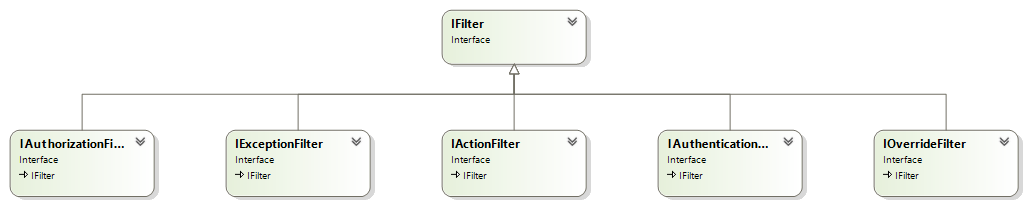 IFilter
Interface
IAuthorizationFi...
Interface
IFilter
IExceptionFilter
Interface
IFilter
IActionFilter
Interface
IFilter
IAuthentication...
Interface
IFilter
IOverrideFilter
Interface
IFilter